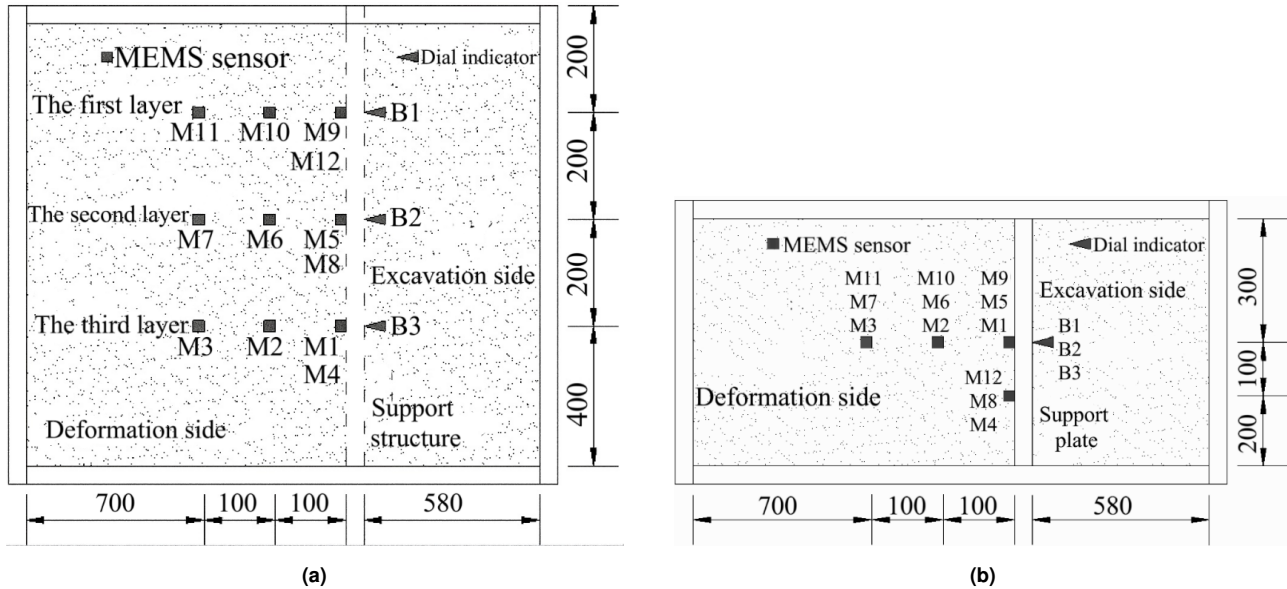 MEMS sensor
Dial indicator
The first layer
M11
M10
M9
M12
B1
The second layer
M7
M6
M5
M8
B2
Excavation side
The third layer
M3
M2
M1
M4
B3
Deformation side
Support
structure
200
200
200
400
700
100
100
580
(a)
MEMS sensor
Dial indicator
M11
M7
M3
M10
M6
M2
M9
M5
M1
Excavation side
B1
B2
B3
M12
M8
M4
Deformation side
Support
plate
300
100
200
700
100
100
580
(b)